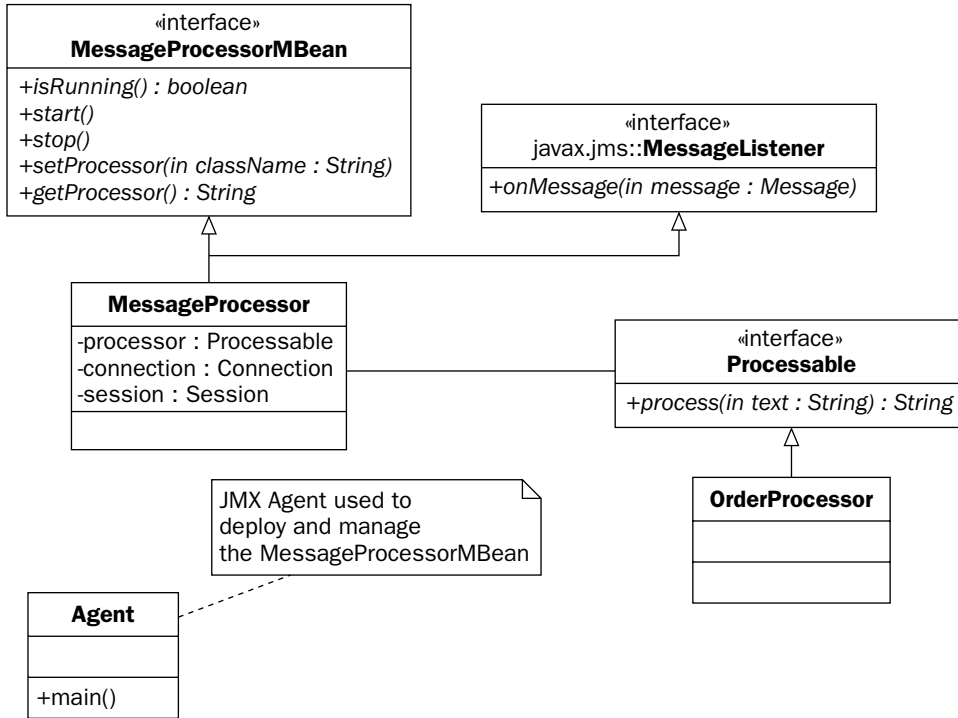 «interface»
MessageProcessorMBean
+isRunning() : boolean
+start()
+stop()
+setProcessor(in className : String)
+getProcessor() : String
«interface»
javax.jms::MessageListener
+onMessage(in message : Message)
MessageProcessor
-processor : Processable
-connection : Connection
-session : Session
«interface»
Processable
+process(in text : String) : String
JMX Agent used to
deploy and manage
the MessageProcessorMBean
OrderProcessor
Agent
+main()